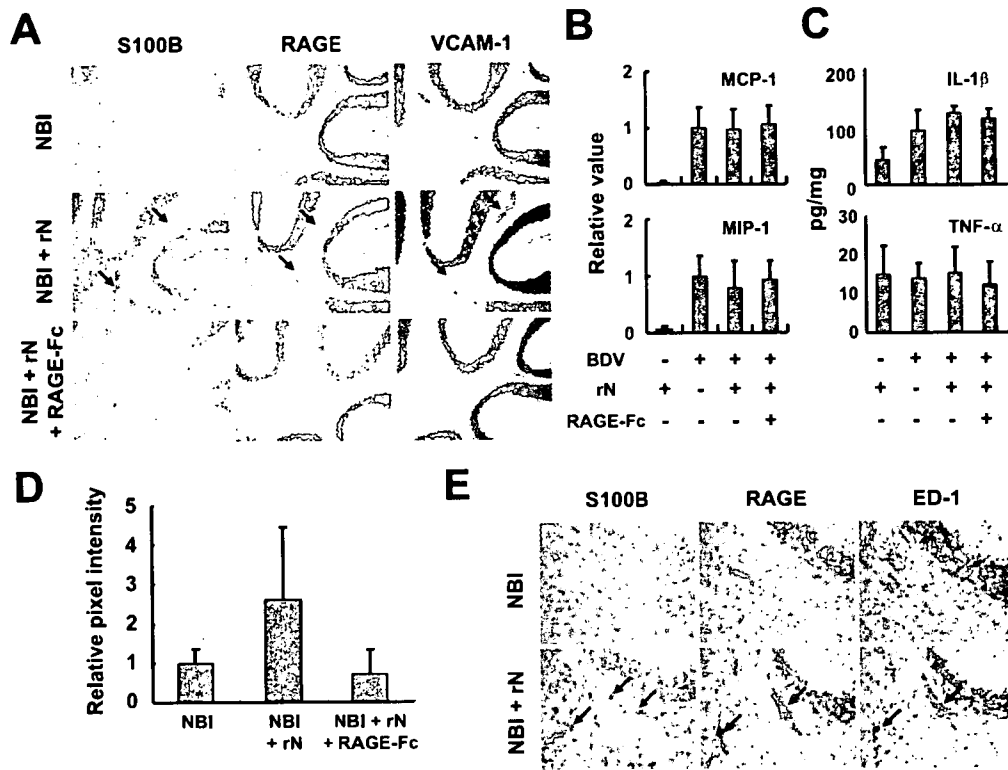 A
S100B RAGE VCAM-1
NBI
NBI + rN
NBI + rN
+ RAGE-Fc
B
Relative value
MCP-1
2
1
0
MIP-1
2
1
0
BDV - + + +
rN + - + +
RAGE-Fc - - - +
C
pg/mg
IL-1β
200
100
0
TNF-α
30
20
10
0
- + + +
+ - + +
- - - +
D
Relative pixel intensity
5
4
3
2
1
0
NBI
NBI
+ rN
NBI + rN
+ RAGE-Fc
E
S100B RAGE ED-1
NBI
NBI + rN